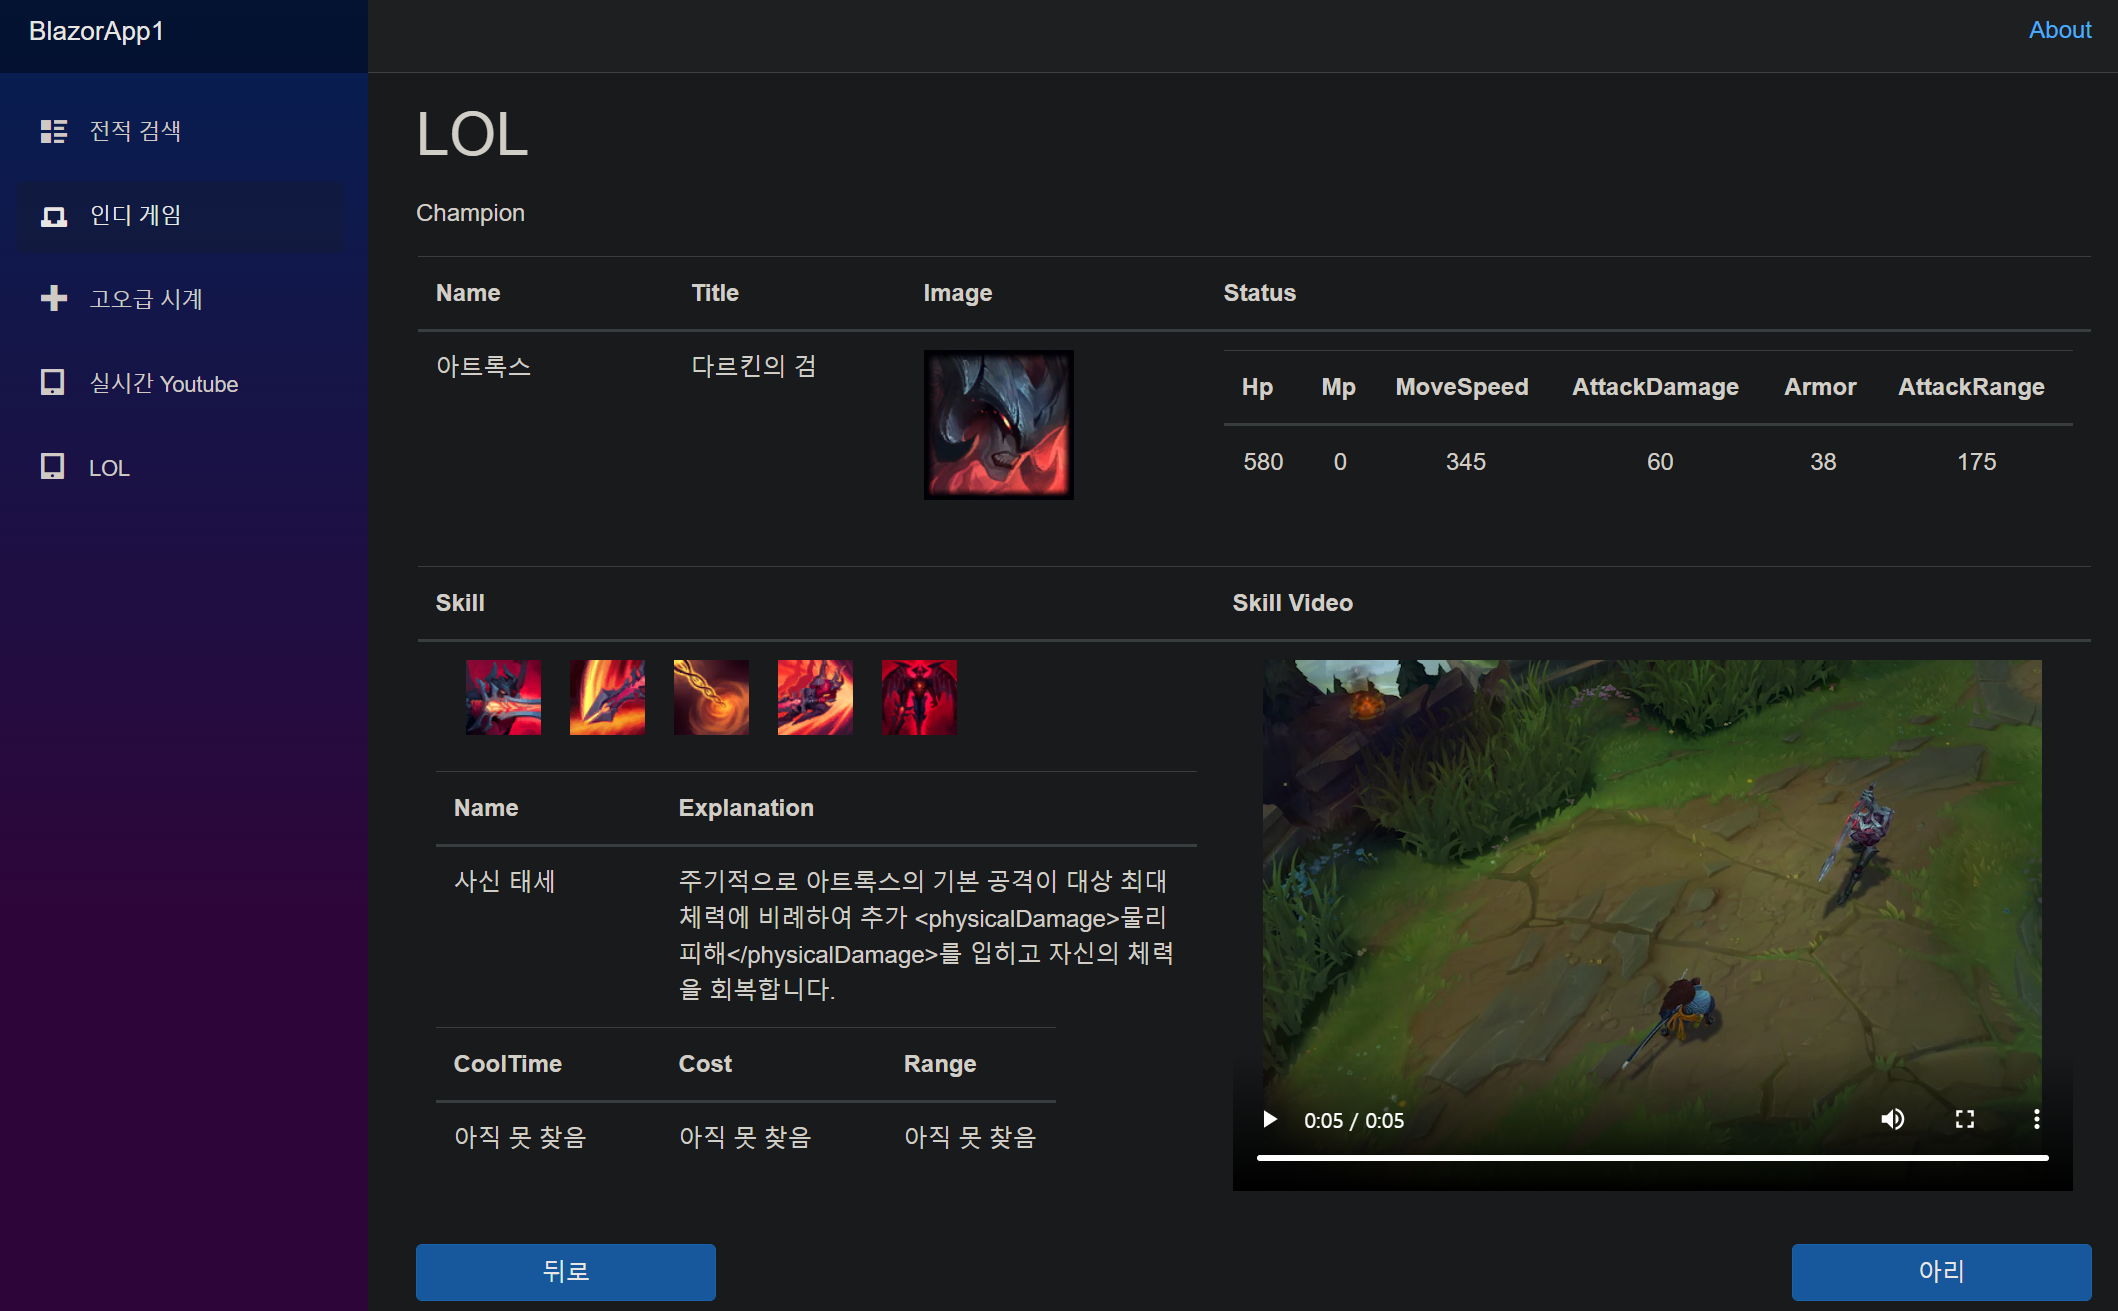 BlazorApp1
About
전적 검색
인디 게임
고오급 시계
실시간 Youtube
LOL
LOL
Champion
Name Title Image Status
아트록스 다르킨의 검
Hp Mp MoveSpeed AttackDamage Armor AttackRange
580 0 345 60 38 175
Skill Skill Video
Name Explanation
사신 태세 주기적으로 아트록스의 기본 공격이 대상 최대
체력에 비례하여 추가 <physicalDamage>물리
피해</physicalDamage>를 입히고 자신의 체력
을 회복합니다.
CoolTime Cost Range
아직 못 찾음 아직 못 찾음 아직 못 찾음
0:05 / 0:05
뒤로 아리